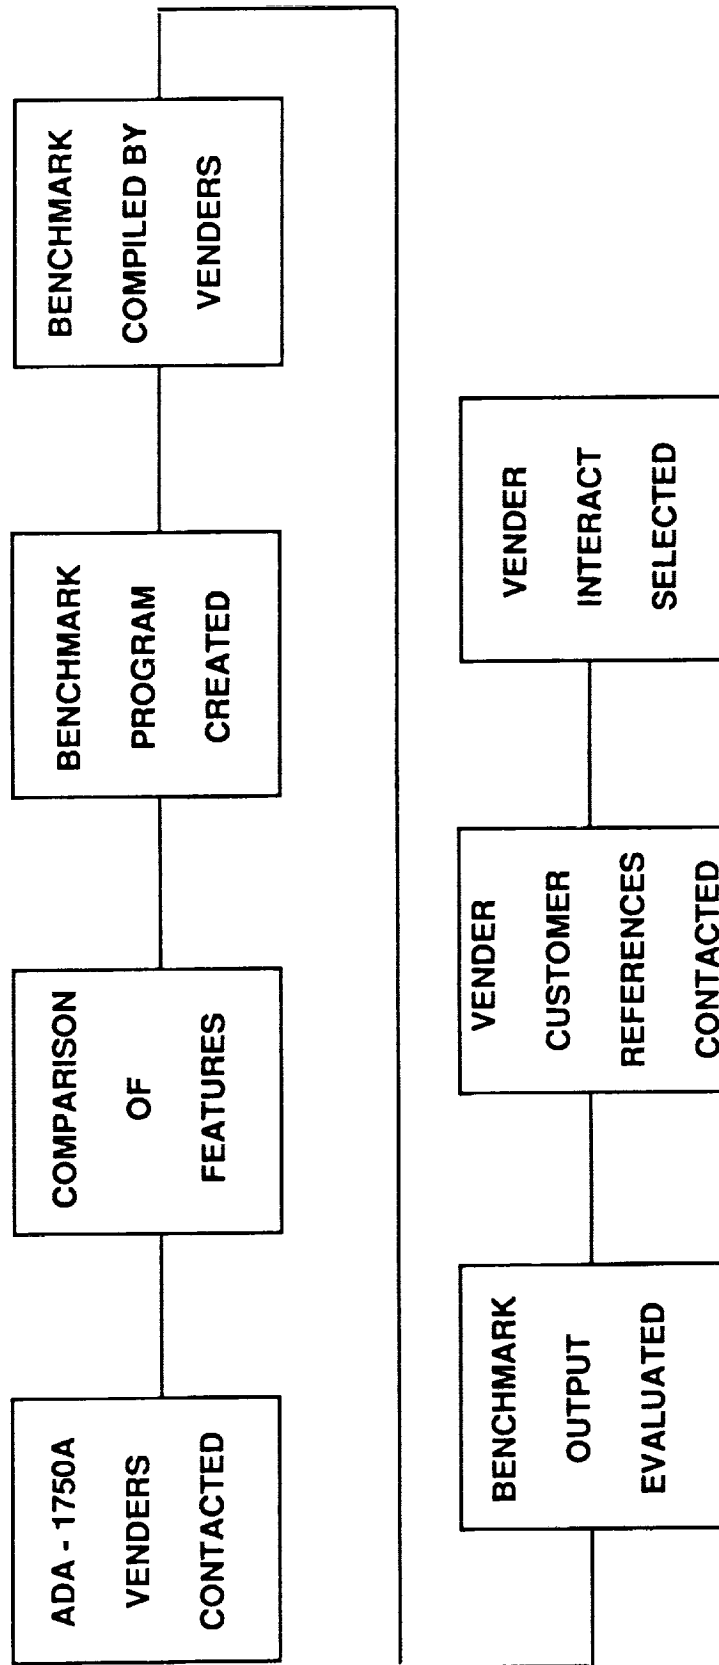 ADA - 1750A
VENDERS
CONTACTED
COMPARISON
OF
FEATURES
BENCHMARK
PROGRAM
CREATED
BENCHMARK
COMPILED BY
VENDERS
BENCHMARK
OUTPUT
EVALUATED
VENDER
CUSTOMER
REFERENCES
CONTACTED
VENDER
INTERACT
SELECTED